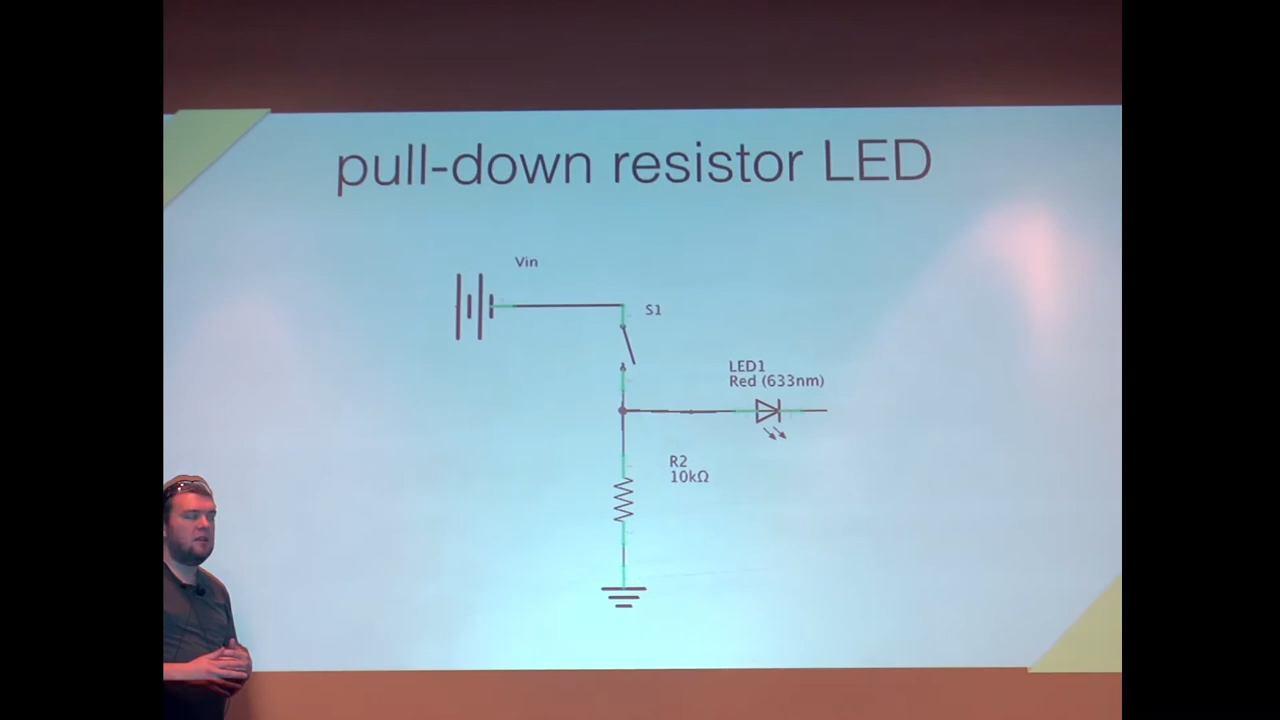 pull-down resistor LED
Vin
S1
LED1
Red (633nm)
R2
10kΩ